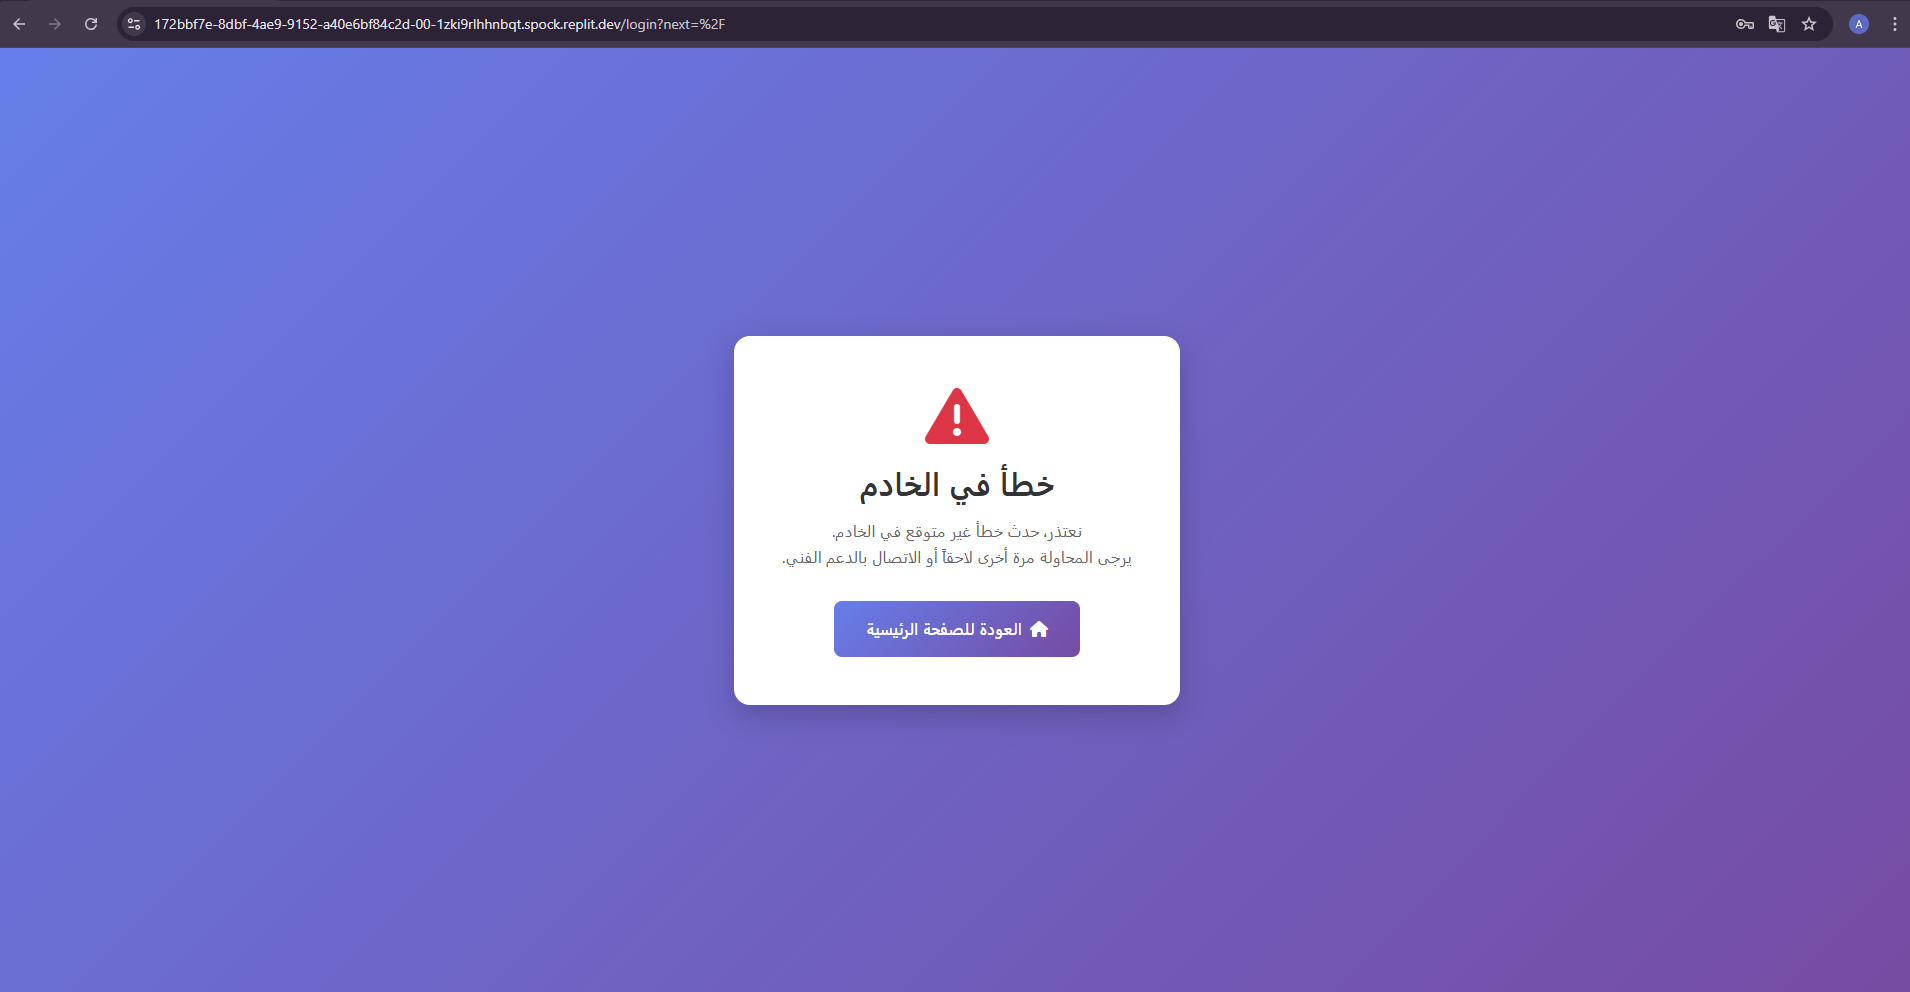 172bbf7e-8dbf-4ae9-9152-a40e6bf84c2d-00-1zki9rlhhnbqt.spock.replit.dev/login?next=%2F
A
خطأ في الخادم
نعتذر، حدث خطأ غير متوقع في الخادم.
يرجى المحاولة مرة أخرى لاحقاً أو الاتصال بالدعم الفني.
العودة للصفحة الرئيسية